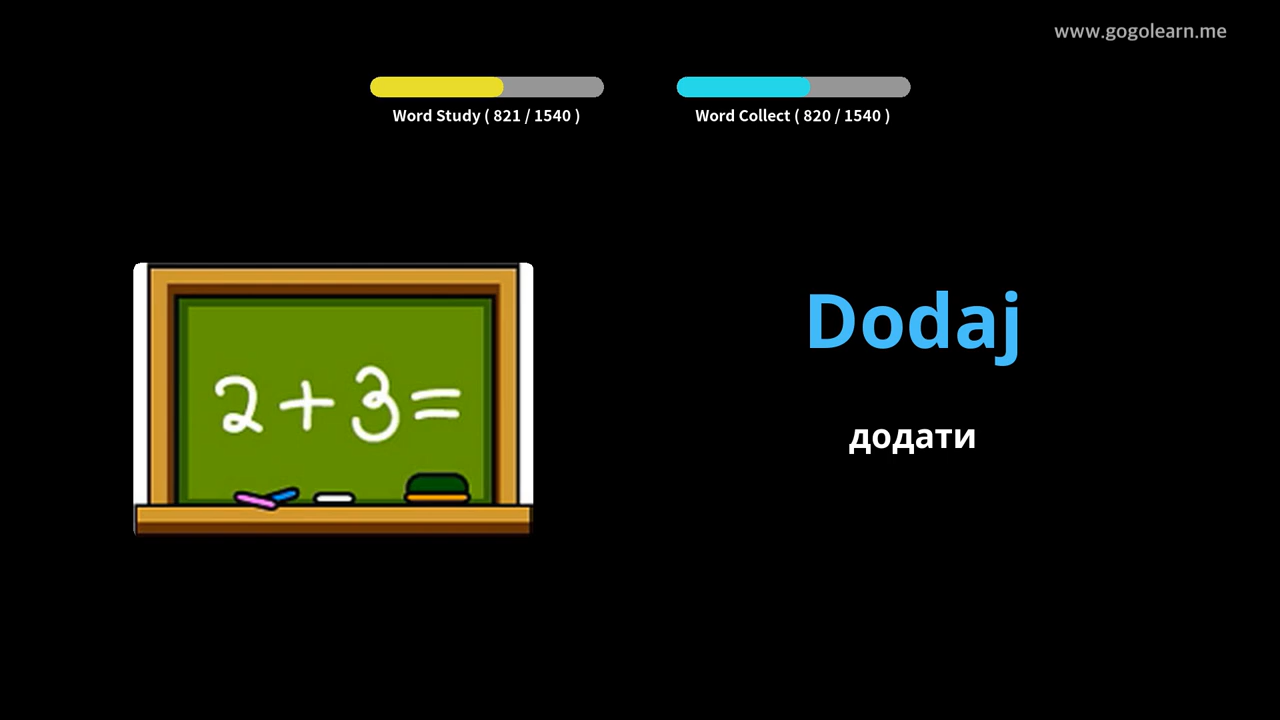 www.gogolearn.me
Word Study ( 821 / 1540 )
Word Collect ( 820 / 1540 )
2 + 3 =
Dodaj
додати